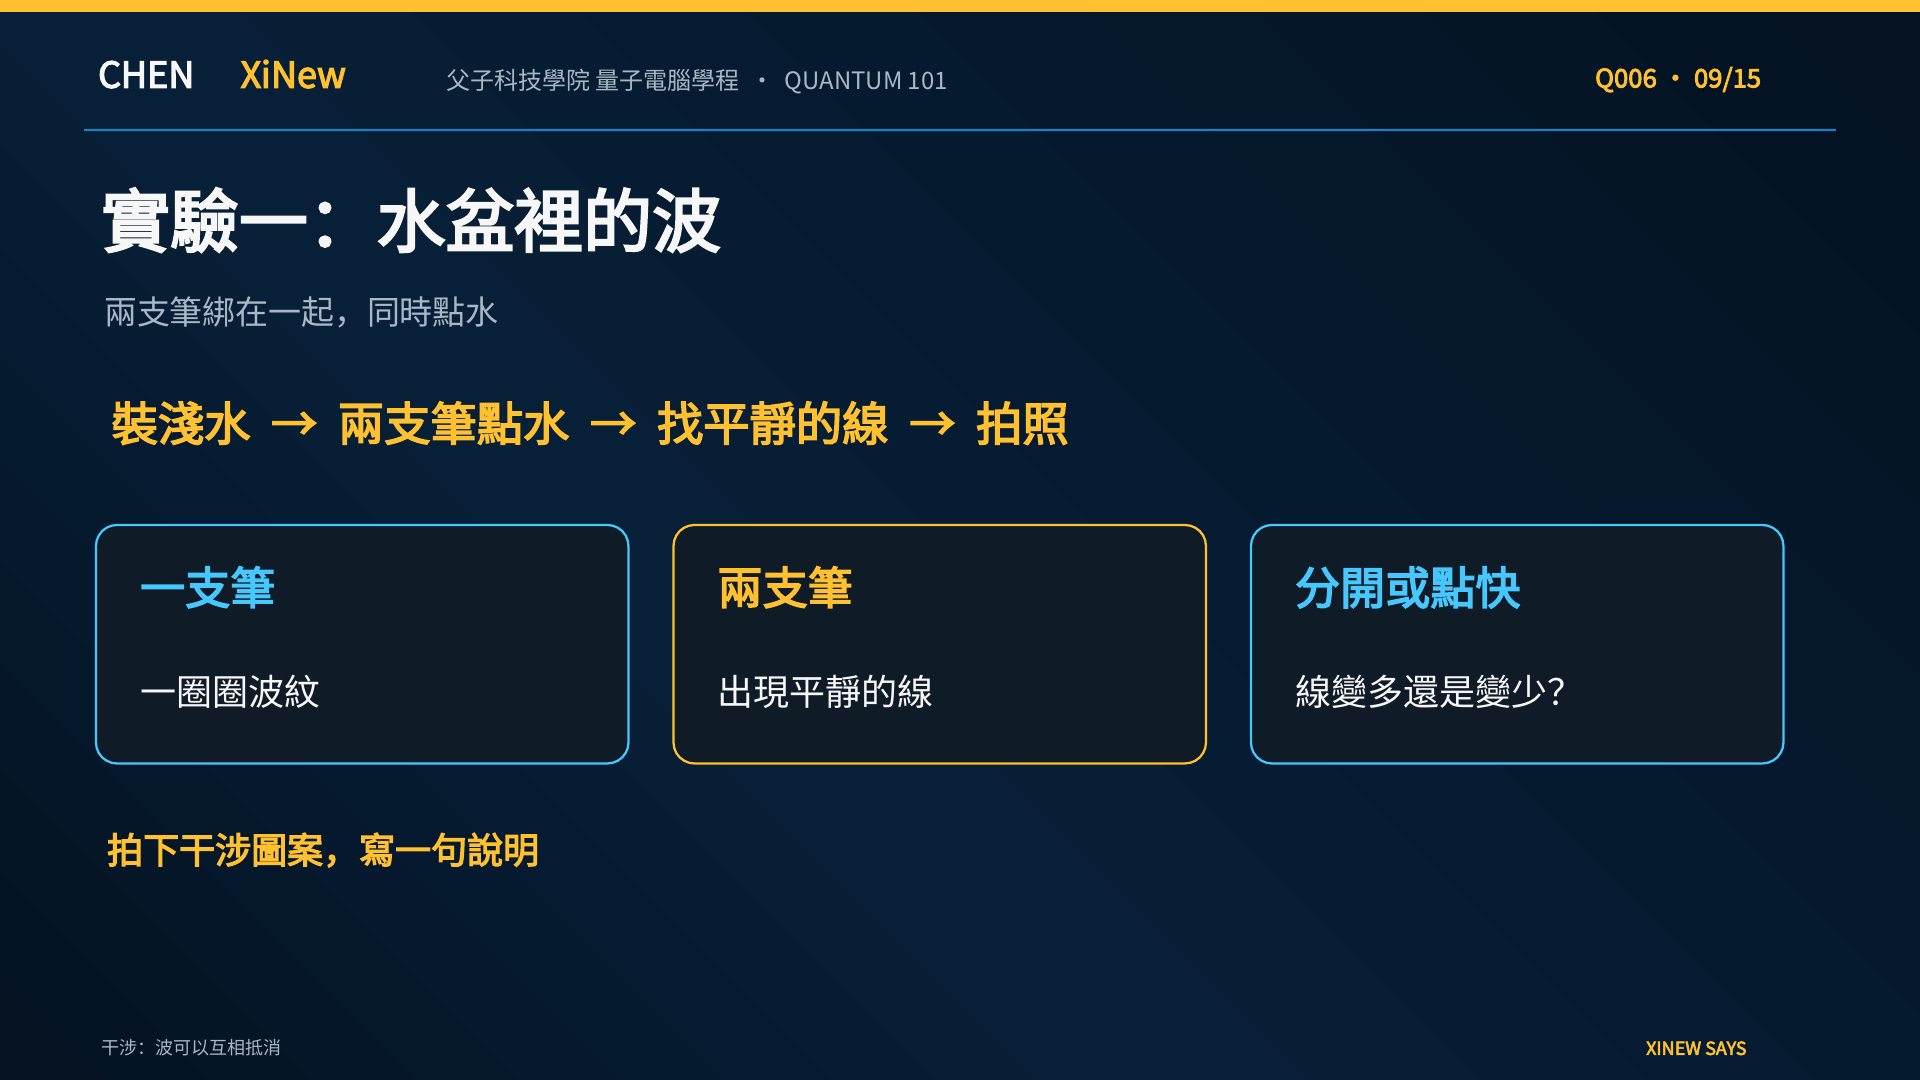 CHEN XiNew 父子科技學院 量子電腦學程 • QUANTUM 101 Q006 • 09/15
實驗一：水盆裡的波
兩支筆綁在一起，同時點水
裝淺水 → 兩支筆點水 → 找平靜的線 → 拍照
一支筆
一圈圈波紋
兩支筆
出現平靜的線
分開或點快
線變多還是變少？
拍下干涉圖案，寫一句說明
干涉：波可以互相抵消
XINEW SAYS